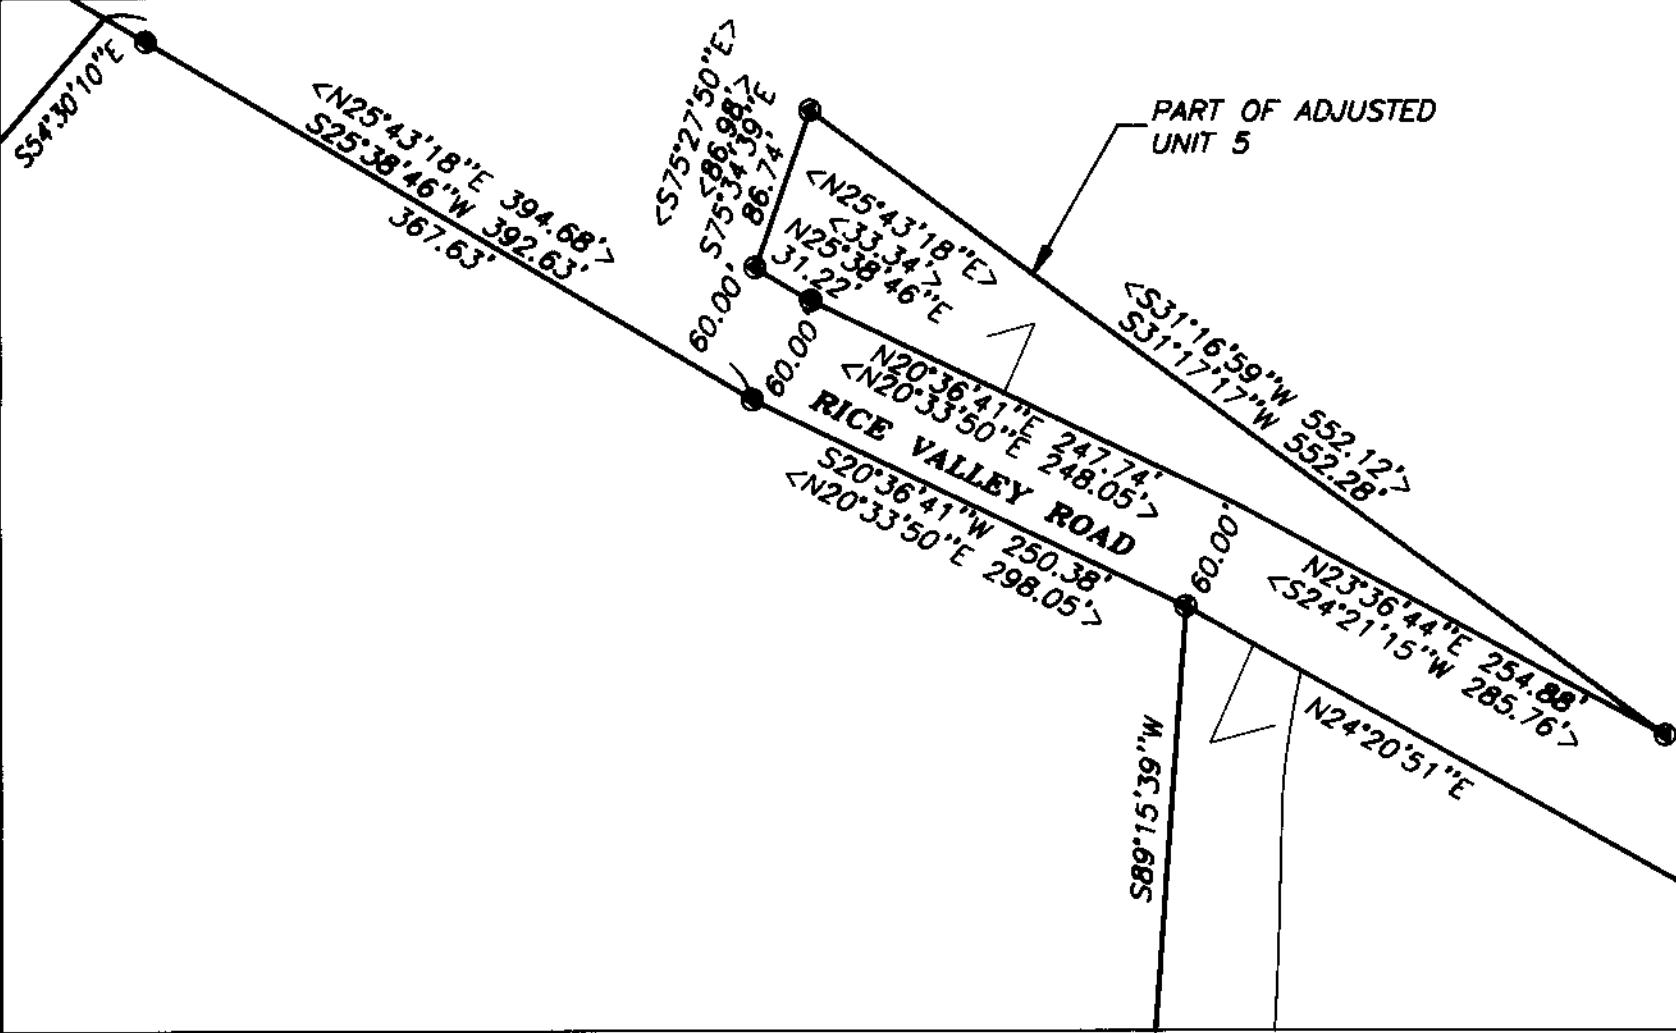 S54°30'10"E
<N25°43'18"E 394.68'>
S25°38'46"W 392.63'
367.63'
<S75°27'50"E>
<86.98'>
S75°34'39"E
86.74'
PART OF ADJUSTED
UNIT 5
<N25°43'18"E>
<33.34'>
N25°38'46"E
31.22'
60.00'
60.00'
<S31°16'59"W 552.12'>
S31°17'17"W 552.28'
N20°36'41"E 247.74'
<N20°33'50"E 248.05'>
RICE VALLEY ROAD
S20°36'41"W 250.38'
<N20°33'50"E 298.05'>
60.00'
N23°36'44"E 254.88'
<S24°21'15"W 285.76'>
N24°20'51"E
S89°15'39"W